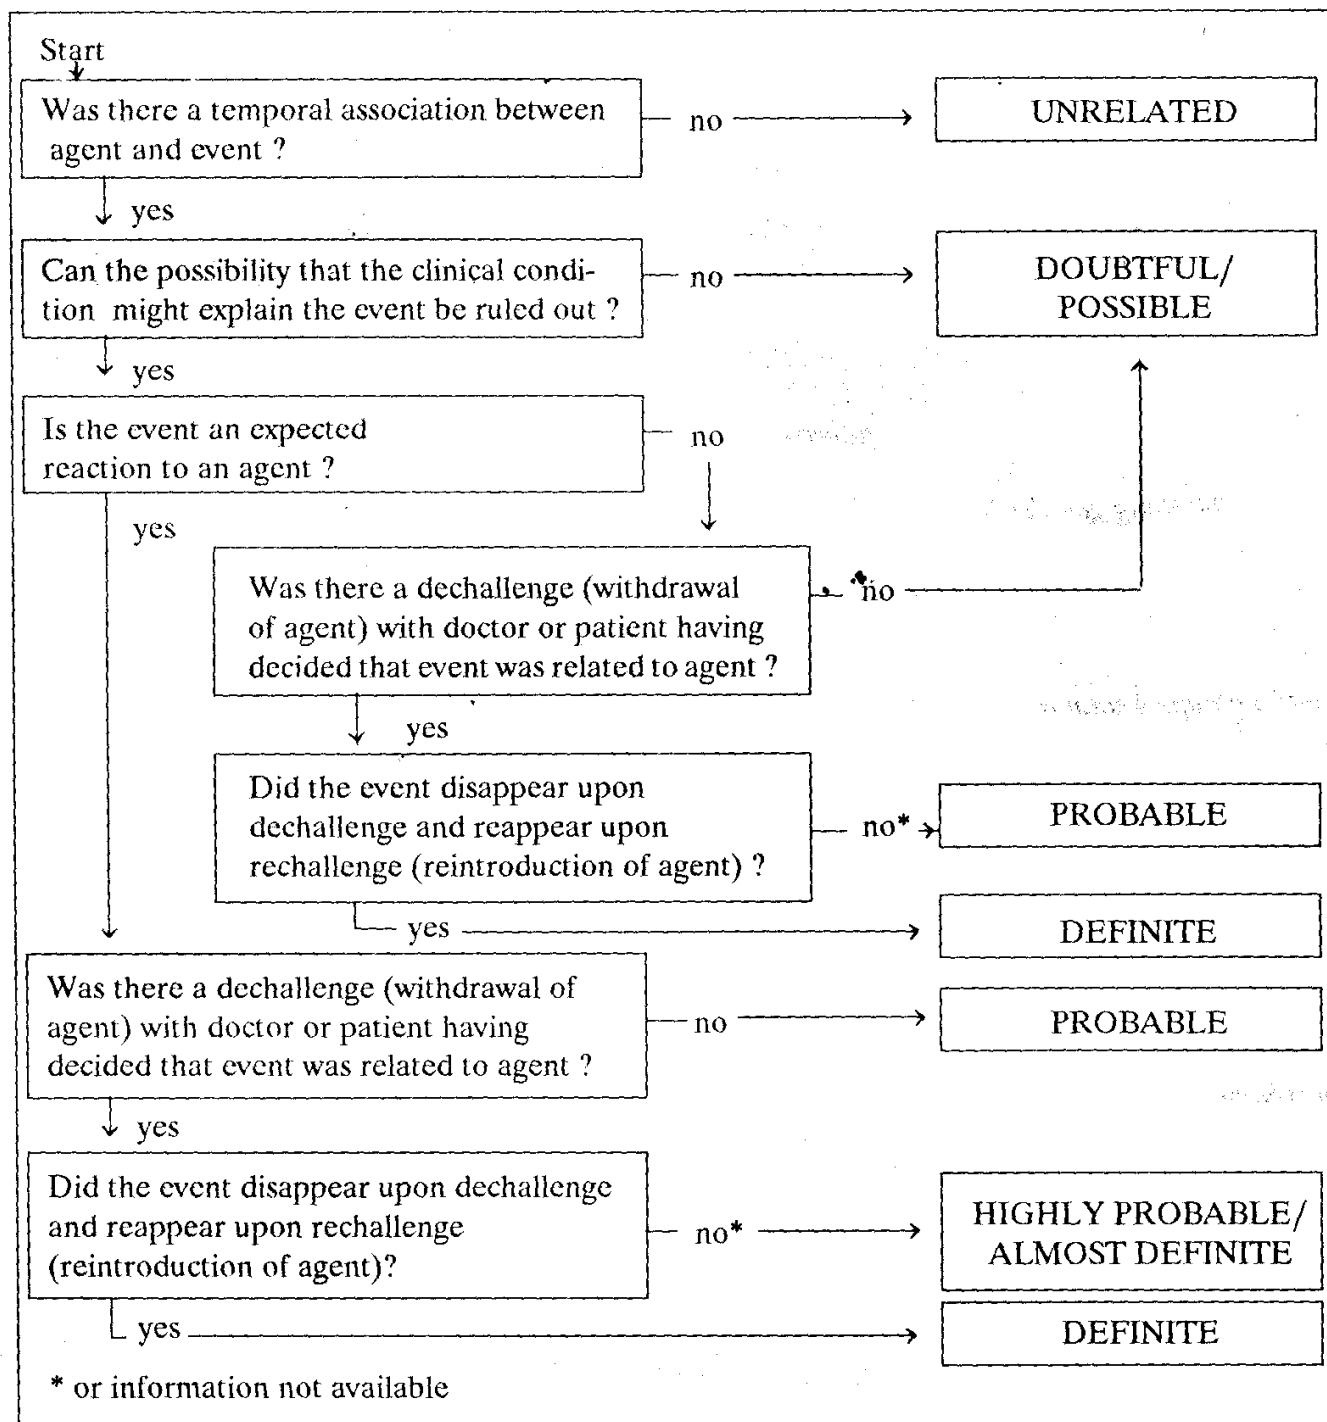 Start
Was there a temporal association between
agent and event ?
no
UNRELATED
yes
Can the possibility that the clinical condi-
tion might explain the event be ruled out ?
no
DOUBTFUL/
POSSIBLE
yes
Is the event an expected
reaction to an agent ?
no
yes
Was there a dechallenge (withdrawal
of agent) with doctor or patient having
decided that event was related to agent ?
no
yes
Did the event disappear upon
dechallenge and reappear upon
rechallenge (reintroduction of agent) ?
no*
PROBABLE
yes
DEFINITE
Was there a dechallenge (withdrawal of
agent) with doctor or patient having
decided that event was related to agent ?
no
PROBABLE
yes
Did the event disappear upon dechallenge
and reappear upon rechallenge
(reintroduction of agent)?
no*
HIGHLY PROBABLE/
ALMOST DEFINITE
yes
DEFINITE
* or information not available